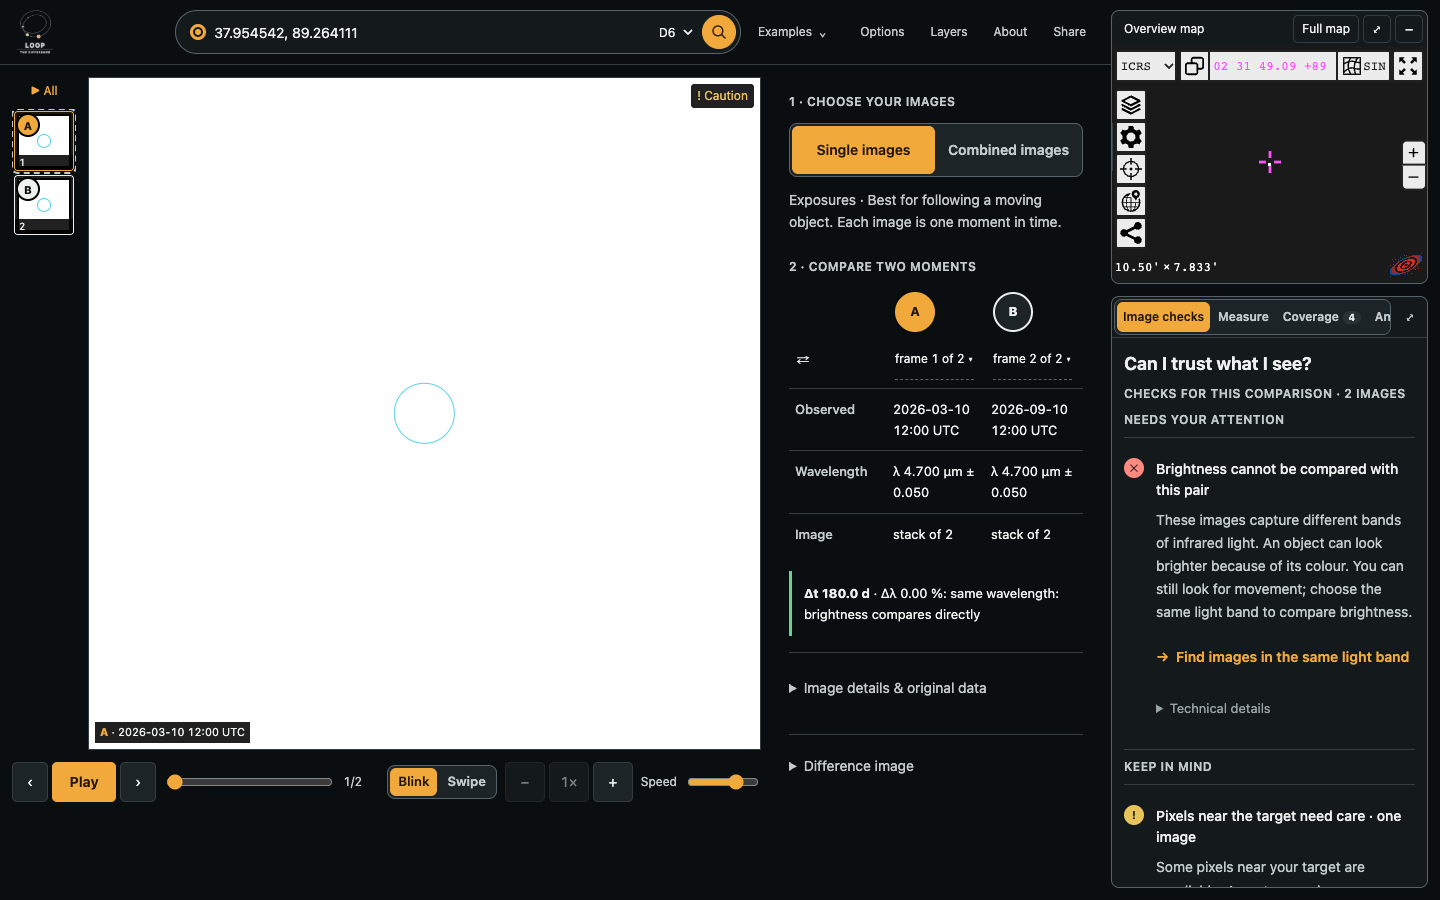 LOOP
37.954542, 89.264111
D6
Examples
Options
Layers
About
Share
All
A
1
B
2
! Caution
A · 2026-03-10 12:00 UTC
‹
Play
›
1/2
Blink
Swipe
−
1×
+
Speed
1 · CHOOSE YOUR IMAGES
Single images
Combined images
Exposures · Best for following a moving
object. Each image is one moment in time.
2 · COMPARE TWO MOMENTS
A
B
frame 1 of 2
frame 2 of 2
Observed
2026-03-10
12:00 UTC
2026-09-10
12:00 UTC
Wavelength
λ 4.700 µm ±
0.050
λ 4.700 µm ±
0.050
Image
stack of 2
stack of 2
Δt 180.0 d · Δλ 0.00 %: same wavelength:
brightness compares directly
Image details & original data
Difference image
Overview map
Full map
ICRS
02 31 49.09 +89
SIN
+
−
10.50' × 7.833'
Image checks
Measure
Coverage 4
An
Can I trust what I see?
CHECKS FOR THIS COMPARISON · 2 IMAGES
NEEDS YOUR ATTENTION
Brightness cannot be compared with
this pair
These images capture different bands
of infrared light. An object can look
brighter because of its colour. You can
still look for movement; choose the
same light band to compare brightness.
→ Find images in the same light band
Technical details
KEEP IN MIND
Pixels near the target need care · one
image
Some pixels near your target are